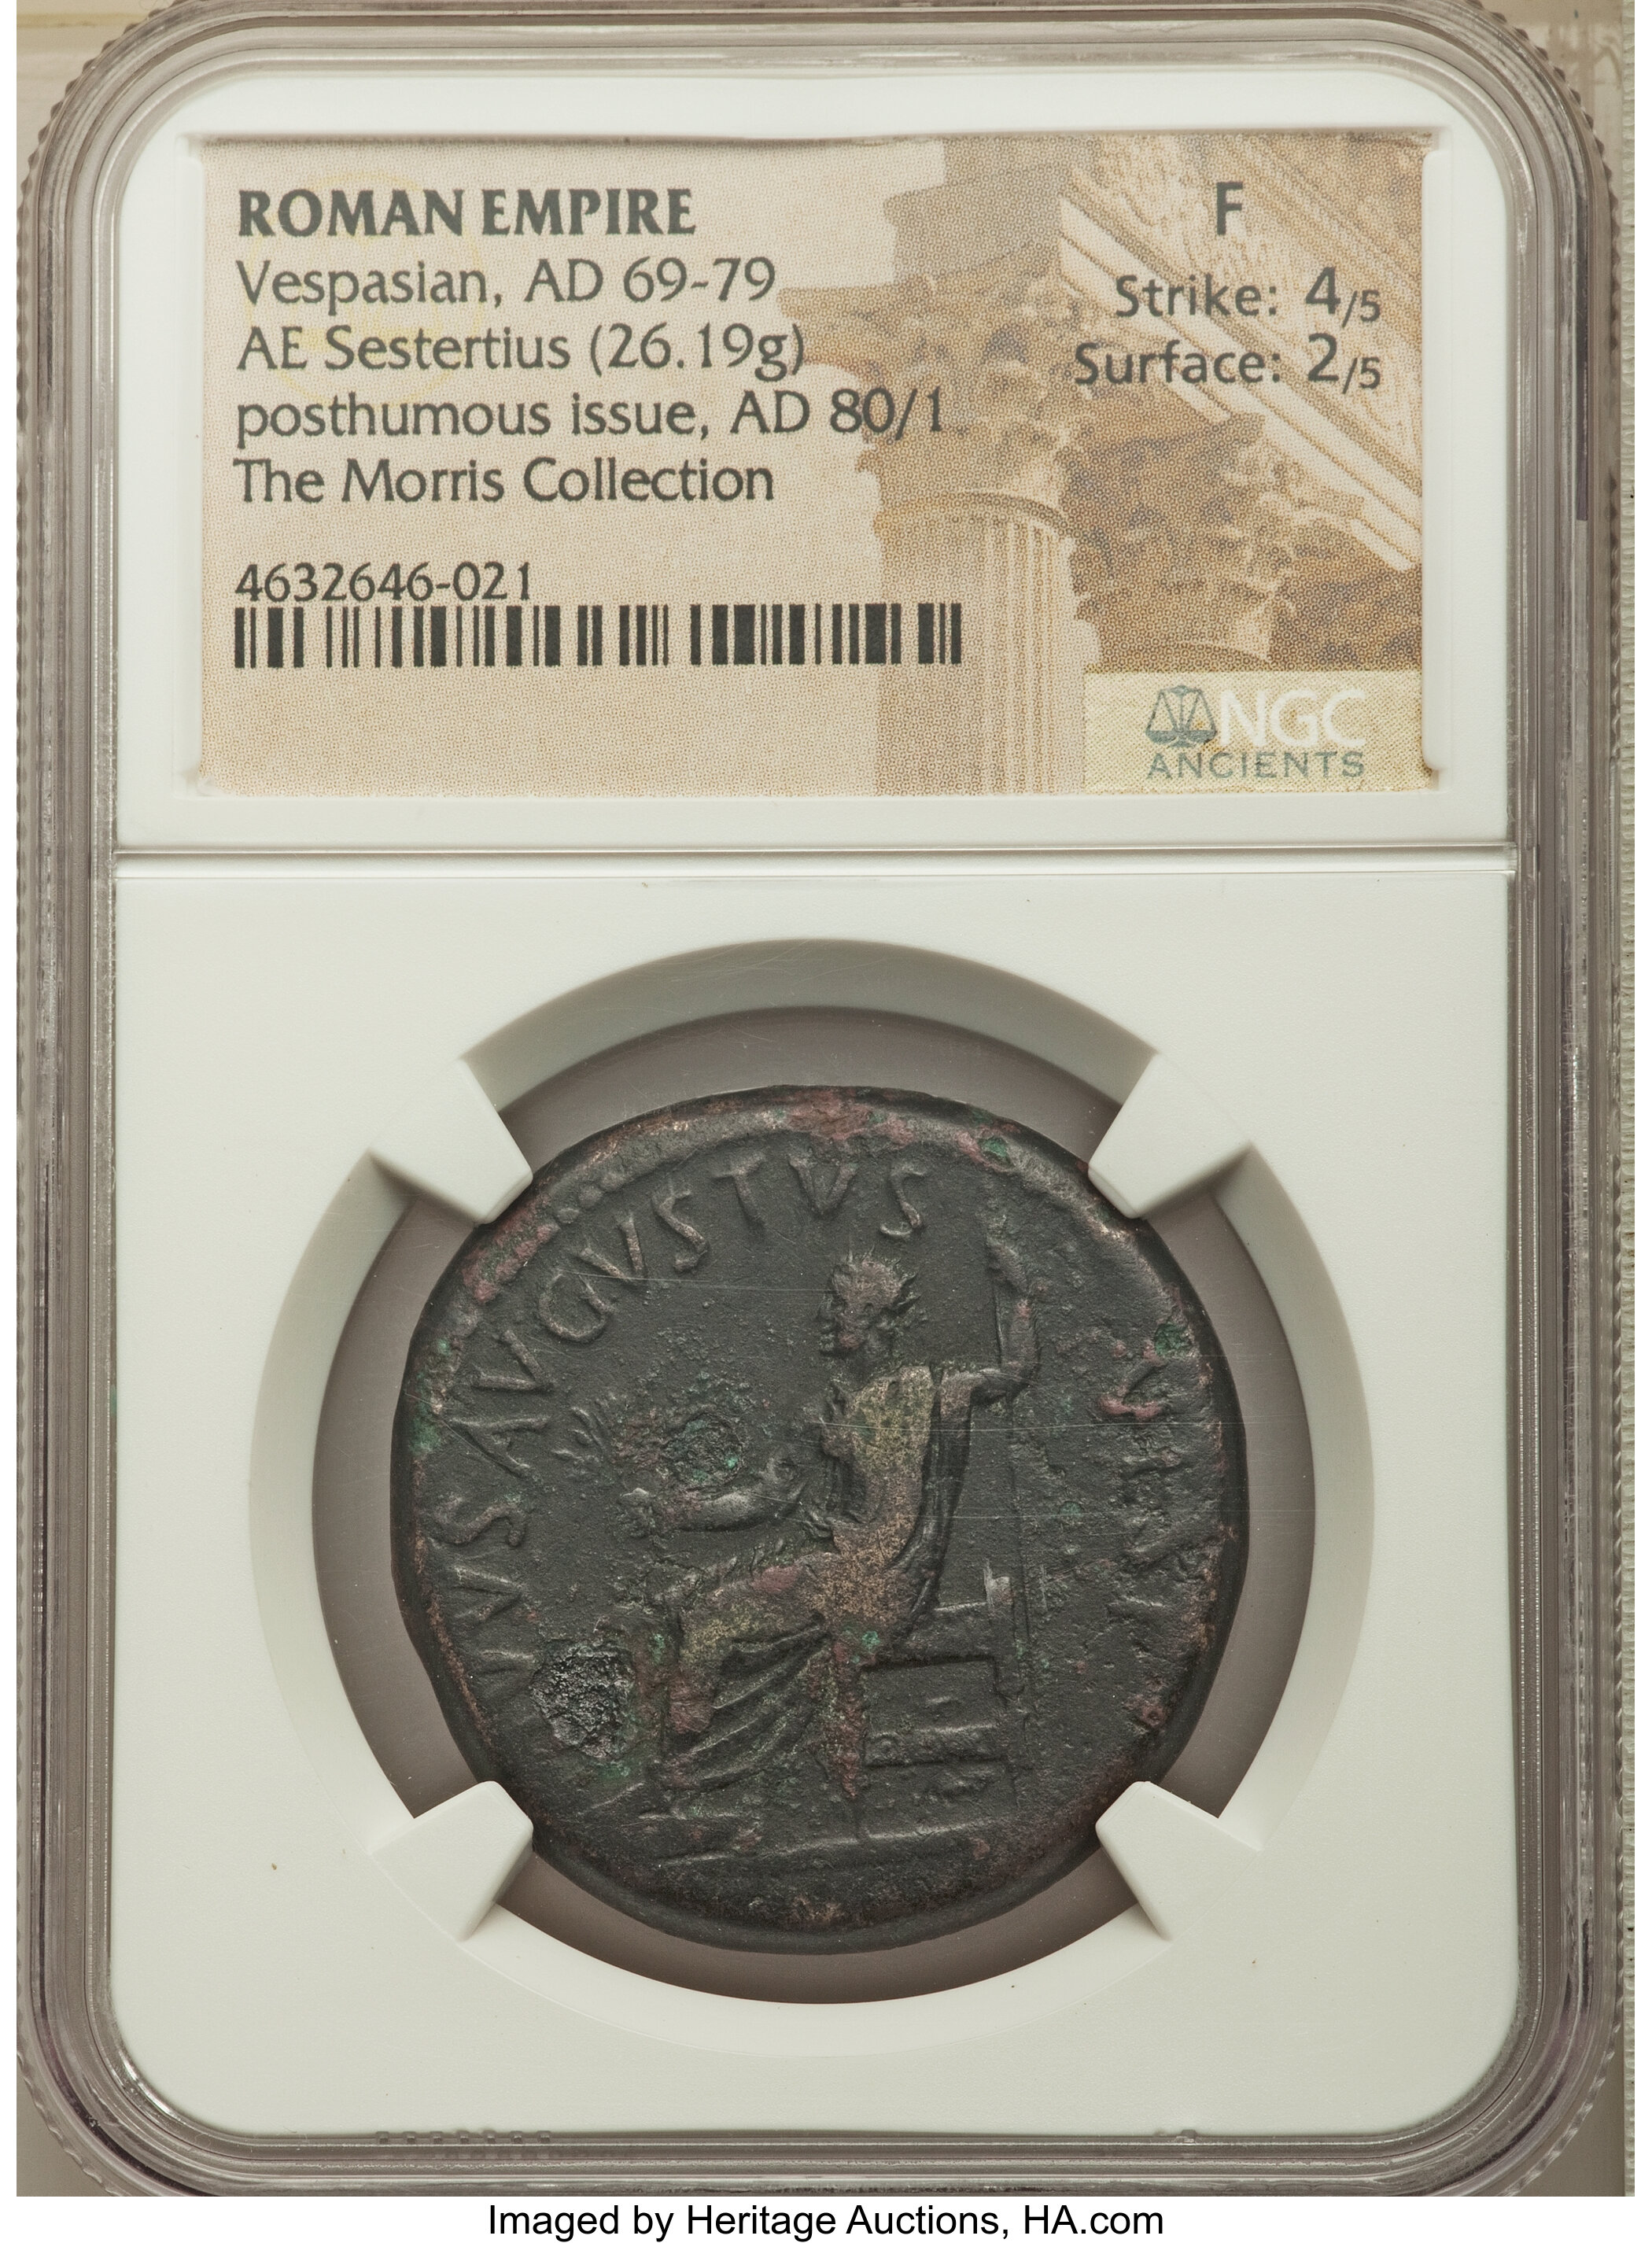 ROMAN EMPIRE
Vespasian, AD 69-79
AE Sestertius (26.19g)
posthumous issue, AD 80/1
The Morris Collection
4632646-021
F
Strike: 4/5
Surface: 2/5
NGC
ANCIENTS
VS AVGVSTVS
Imaged by Heritage Auctions, HA.com